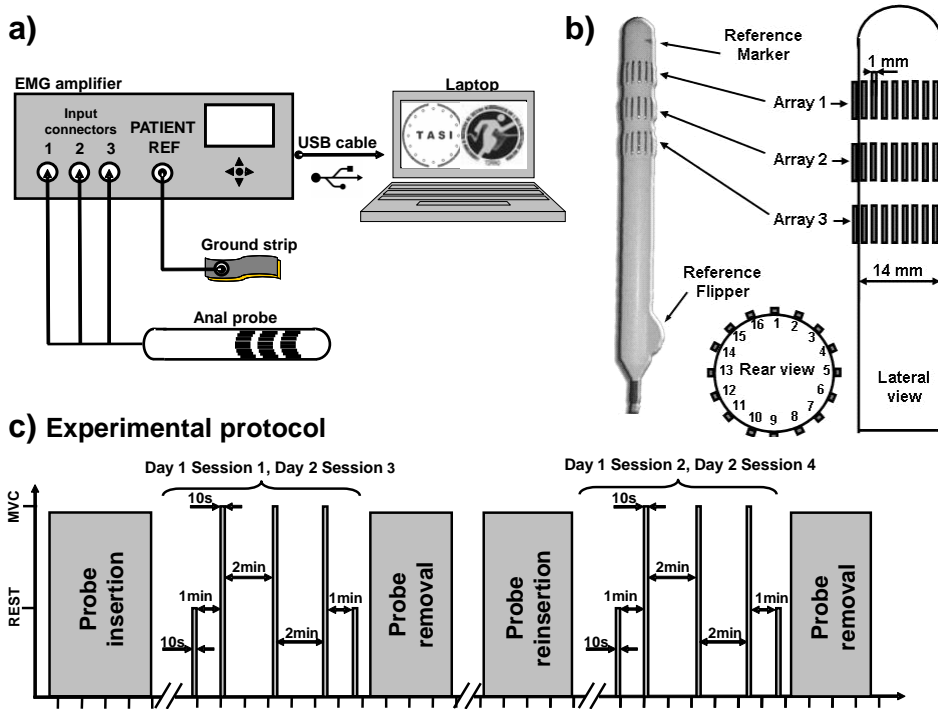 a)
EMG amplifier
Input
connectors
1 2 3
PATIENT
REF
USB cable
Laptop
TASI
Ground strip
Anal probe
b)
Reference
Marker
Array 1
Array 2
Array 3
Reference
Flipper
1 mm
14 mm
Lateral
view
Rear view
1
2
3
4
5
6
7
8
9
10
11
12
13
14
15
16
c) Experimental protocol
Day 1 Session 1, Day 2 Session 3
Day 1 Session 2, Day 2 Session 4
MVC
REST
Probe
insertion
10s
1min
10s
2min
2min
1min
Probe
removal
Probe
reinsertion
10s
1min
10s
2min
2min
1min
Probe
removal